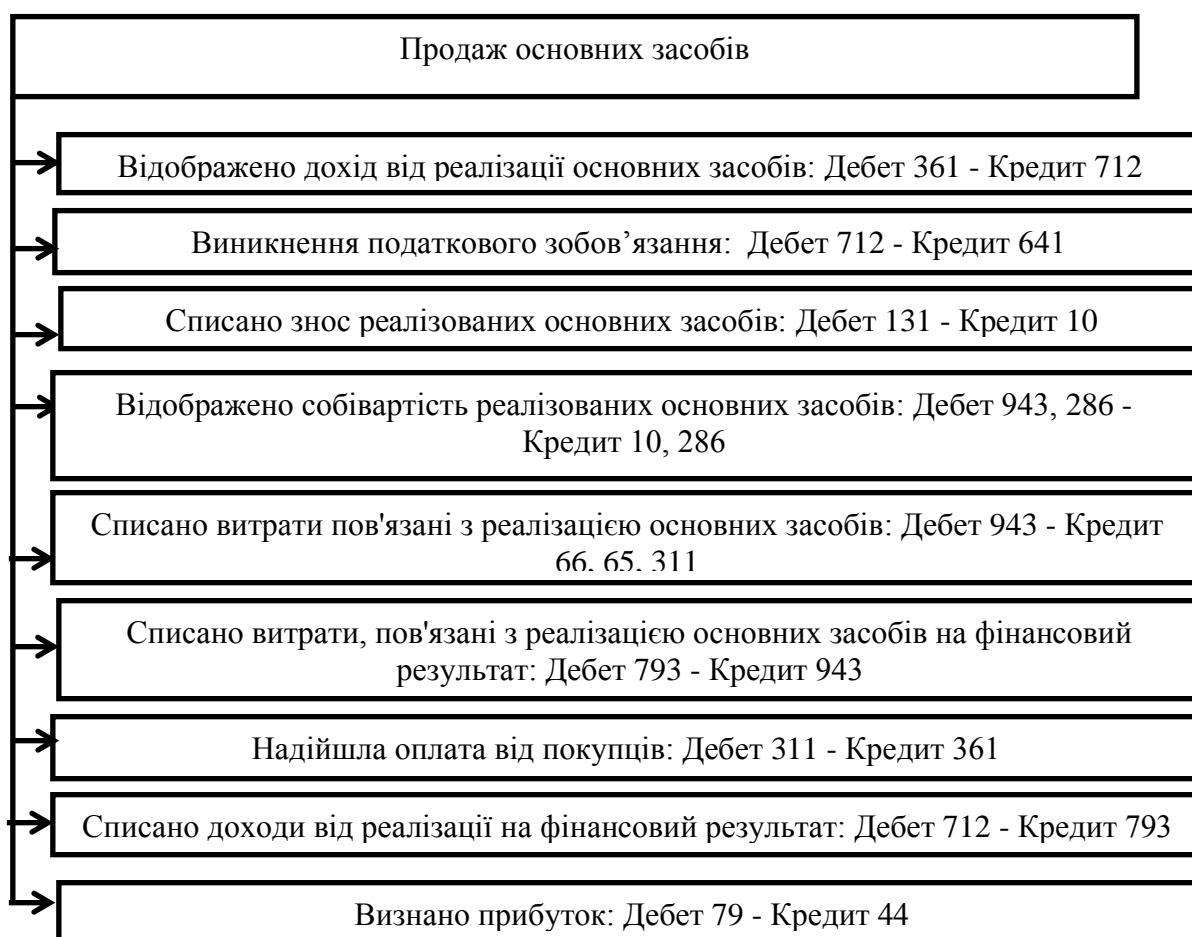 Продаж основних засобів
Відображено дохід від реалізації основних засобів: Дебет 361 - Кредит 712
Виникнення податкового зобов’язання: Дебет 712 - Кредит 641
Списано знос реалізованих основних засобів: Дебет 131 - Кредит 10
Відображено собівартість реалізованих основних засобів: Дебет 943, 286 -
Кредит 10, 286
Списано витрати пов'язані з реалізацією основних засобів: Дебет 943 - Кредит
66, 65, 311
Списано витрати, пов'язані з реалізацією основних засобів на фінансовий
результат: Дебет 793 - Кредит 943
Надійшла оплата від покупців: Дебет 311 - Кредит 361
Списано доходи від реалізації на фінансовий результат: Дебет 712 - Кредит 793
Визнано прибуток: Дебет 79 - Кредит 44